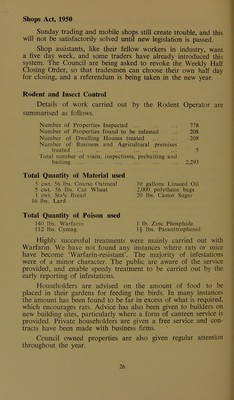 Shops Act, 1950
Sunday trading and mobile shops still create trouble, and this
will not be satisfactorily solved until new legislation is passed.
Shop assistants, like their fellow workers in industry, want
a five day week, and some traders have already introduced this
system. The Council are being asked to revoke the Weekly Half
Closing Order, so that tradesmen can choose their own half day
for closing, and a referendum is being taken in the new year.
Rodent and Insect Control
Details of work carried out by the Rodent Operator are
summarised as follows.
Number of Properties Inspected ... 778
Number of Properties found to be infested ... 208
Number of Dwelling Houses treated ... 208
Number of Business and Agricultural premises
treated ... 5
Total number of visits, inspections, prebaiting and
baiting ... 2,293
Total Quantity of Material used
5 cwt. 56 lbs. Coarse Oatmeal 10 gallons Linseed Oil
5 cwt. 56 lbs. Cut Wheat 2,000 polythene bags
1 cwt. Stale Bread 20 lbs. Castor Sugar
16 lbs. Lard
Total Quantity of Poison used
140 lbs. Warfarin 1 lb. Zinc Phosphide
112 lbs. Cymag 1½ lbs. Paranitrophenol
Highly successful treatments were mainly carried out with
Warfarin. We have not found any instances where rats or mice
have become 'Warfarin-resistant'. The majority of infestations
were of a minor character. The public are aware of the service
provided, and enable speedy treatment to be carried out by the
early reporting of infestations.
Householders are advised on the amount of food to be
placed in their gardens for feeding the birds. In many instances
the amount has been found to be far in excess of what is required,
which encourages rats. Advice has also been given to builders on
new building sites, particularly where a form of canteen service is
provided. Private householders are given a free service and con-
tracts have been made with business firms.
Council owned properties are also given regular attention
throughout the year.
26